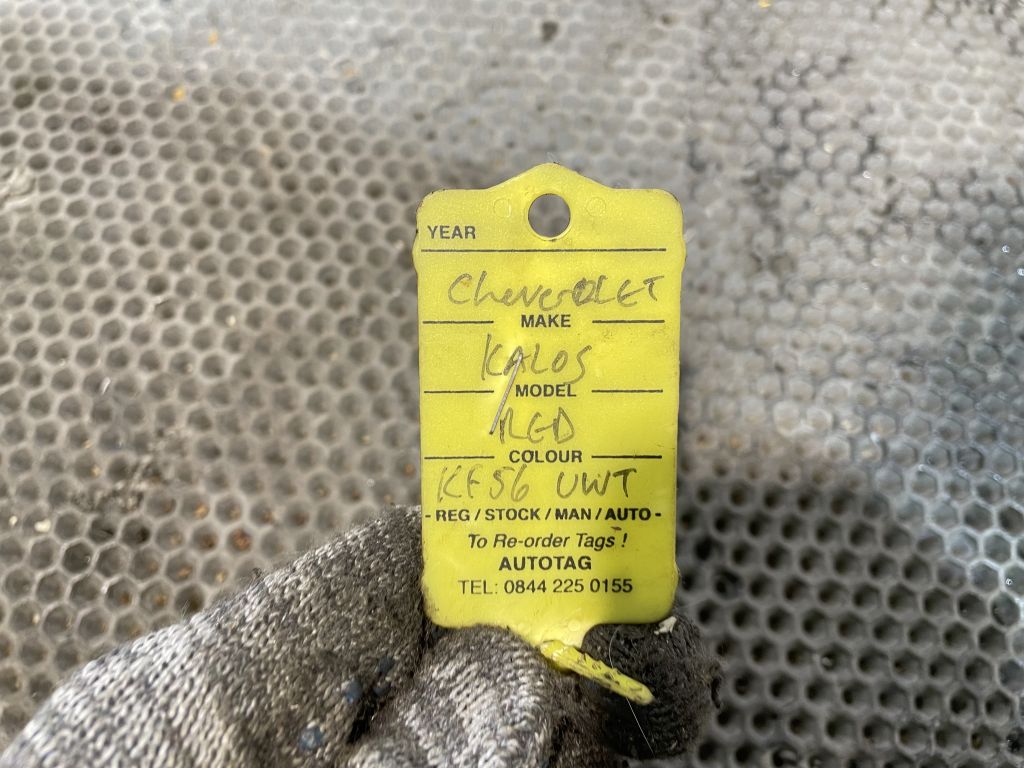 YEAR
CheverOLET
MAKE
KALOS
MODEL
RED
COLOUR
KF56 UWT
- REG / STOCK / MAN / AUTO -
To Re-order Tags !
AUTOTAG
TEL: 0844 225 0155